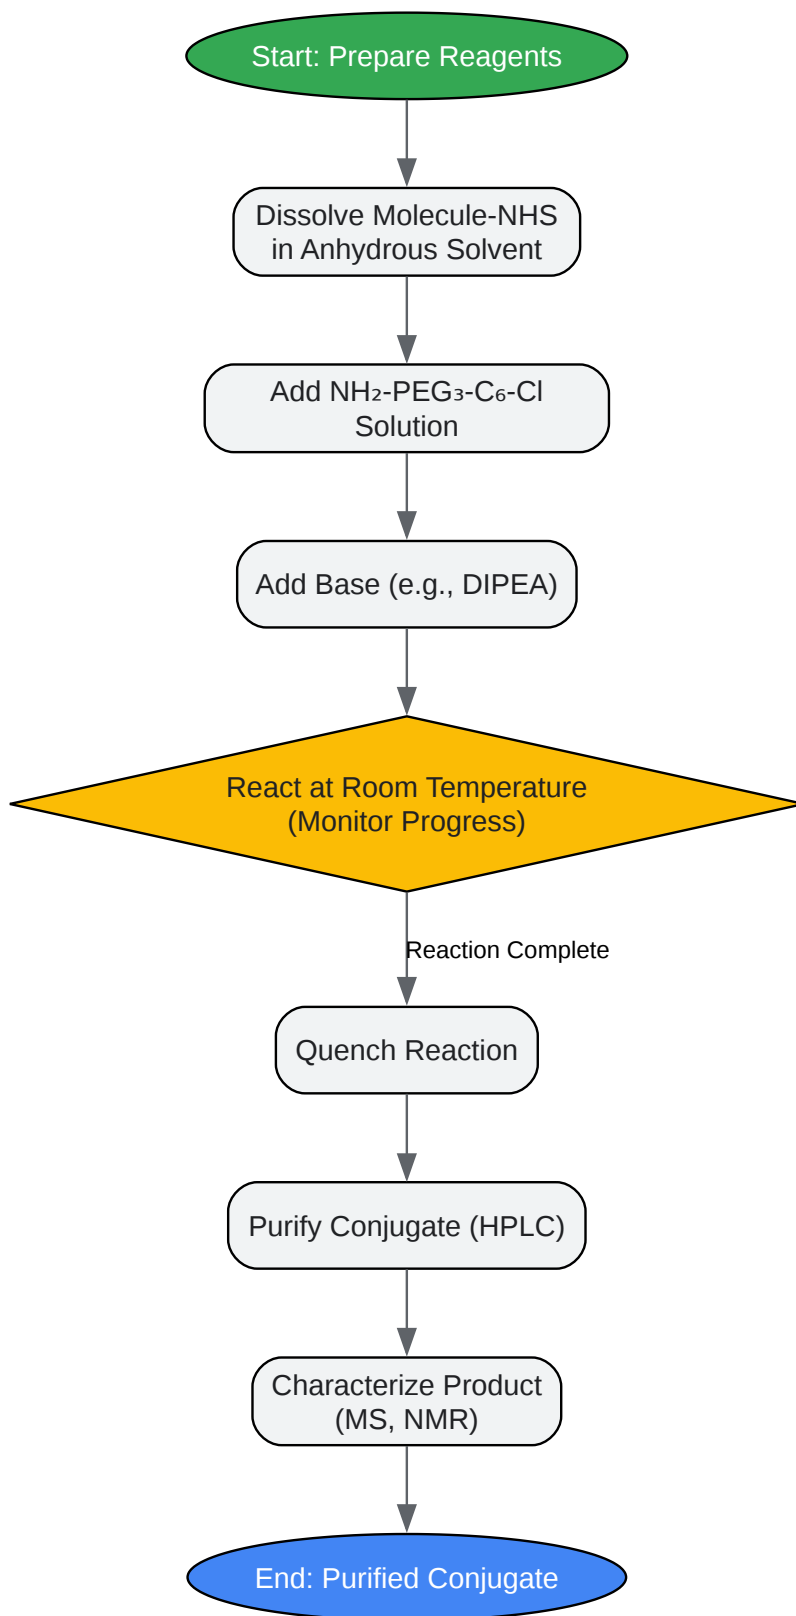 Start: Prepare Reagents
Dissolve Molecule-NHS
in Anhydrous Solvent
Add NH₂-PEG₃-C₆-Cl
Solution
Add Base (e.g., DIPEA)
React at Room Temperature
(Monitor Progress)
Reaction Complete
Quench Reaction
Purify Conjugate (HPLC)
Characterize Product
(MS, NMR)
End: Purified Conjugate